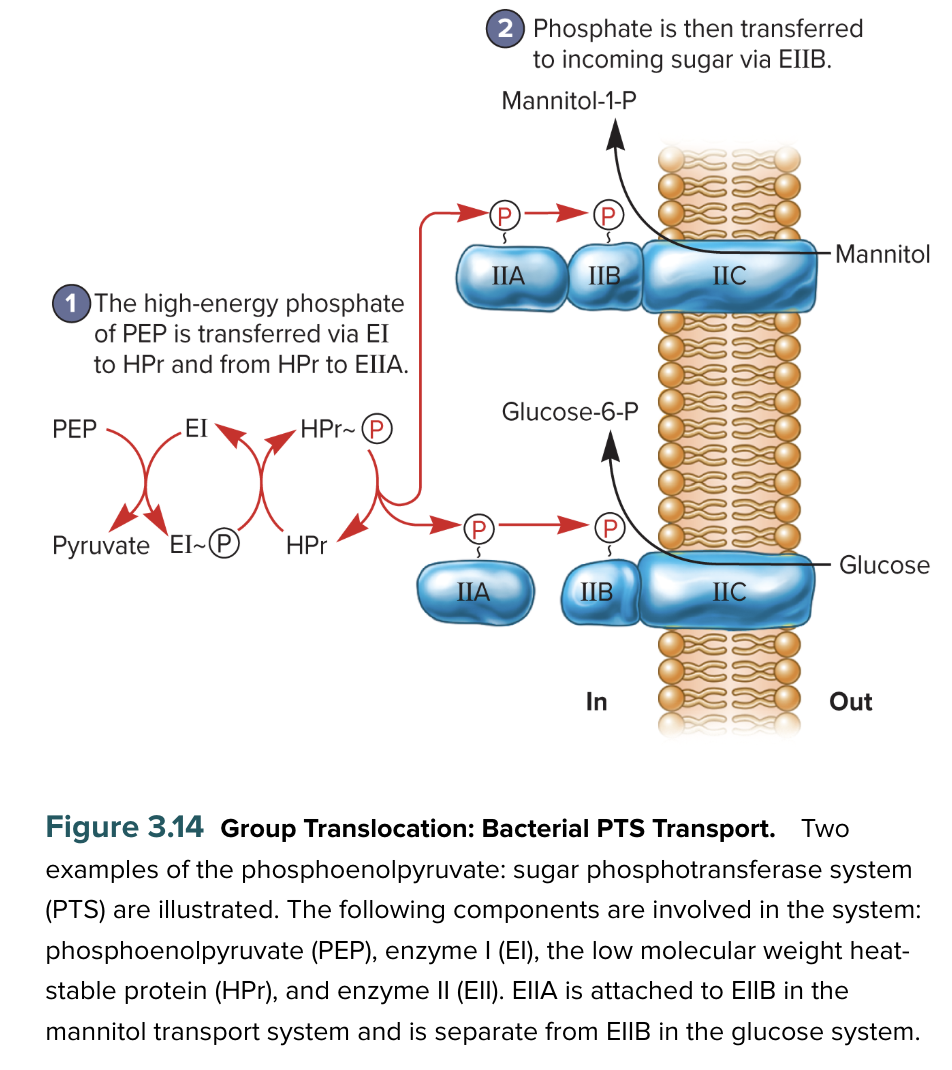 2 Phosphate is then transferred
to incoming sugar via EIIB.
Mannitol-1-P
P P
IIA IIB IIC Mannitol
1 The high-energy phosphate
of PEP is transferred via EI
to HPr and from HPr to EIIA.
PEP EI HPr~ P
Glucose-6-P
Pyruvate EI~P HPr
P P
IIA IIB IIC Glucose
In Out
Figure 3.14 Group Translocation: Bacterial PTS Transport. Two
examples of the phosphoenolpyruvate: sugar phosphotransferase system
(PTS) are illustrated. The following components are involved in the system:
phosphoenolpyruvate (PEP), enzyme I (EI), the low molecular weight heat-
stable protein (HPr), and enzyme II (EII). EIIA is attached to EIIB in the
mannitol transport system and is separate from EIIB in the glucose system.